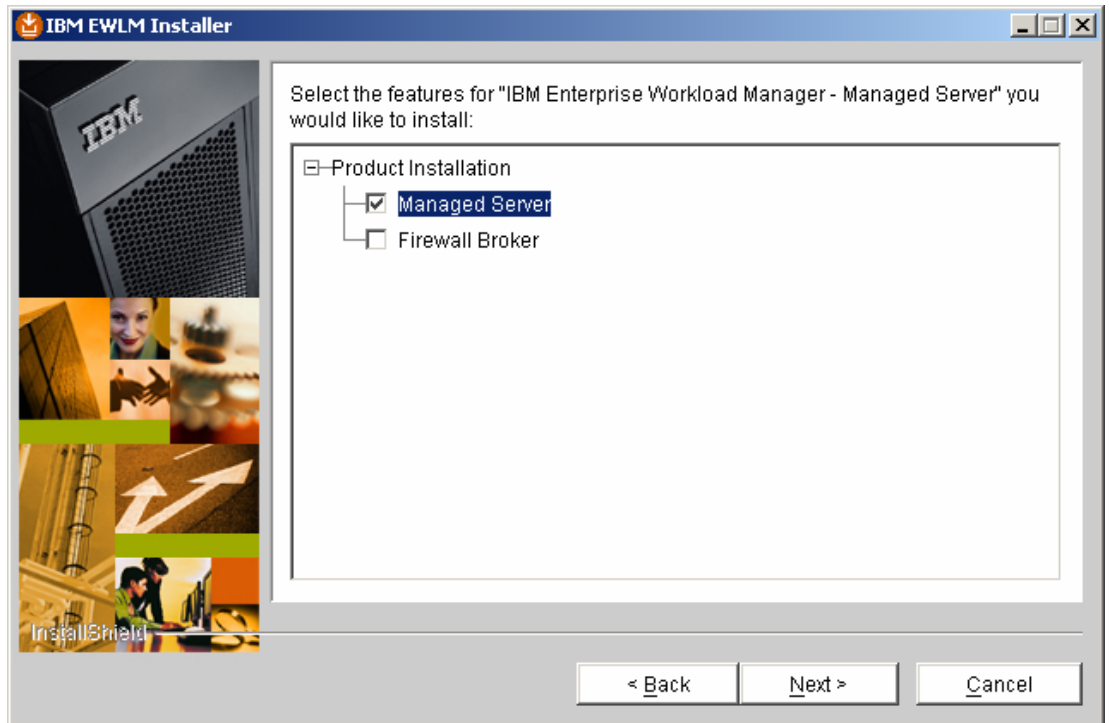 IBM EWLM Installer
IBM
Select the features for "IBM Enterprise Workload Manager - Managed Server" you
would like to install:
Product Installation
Managed Server
Firewall Broker
InstallShield
< Back
Next >
Cancel